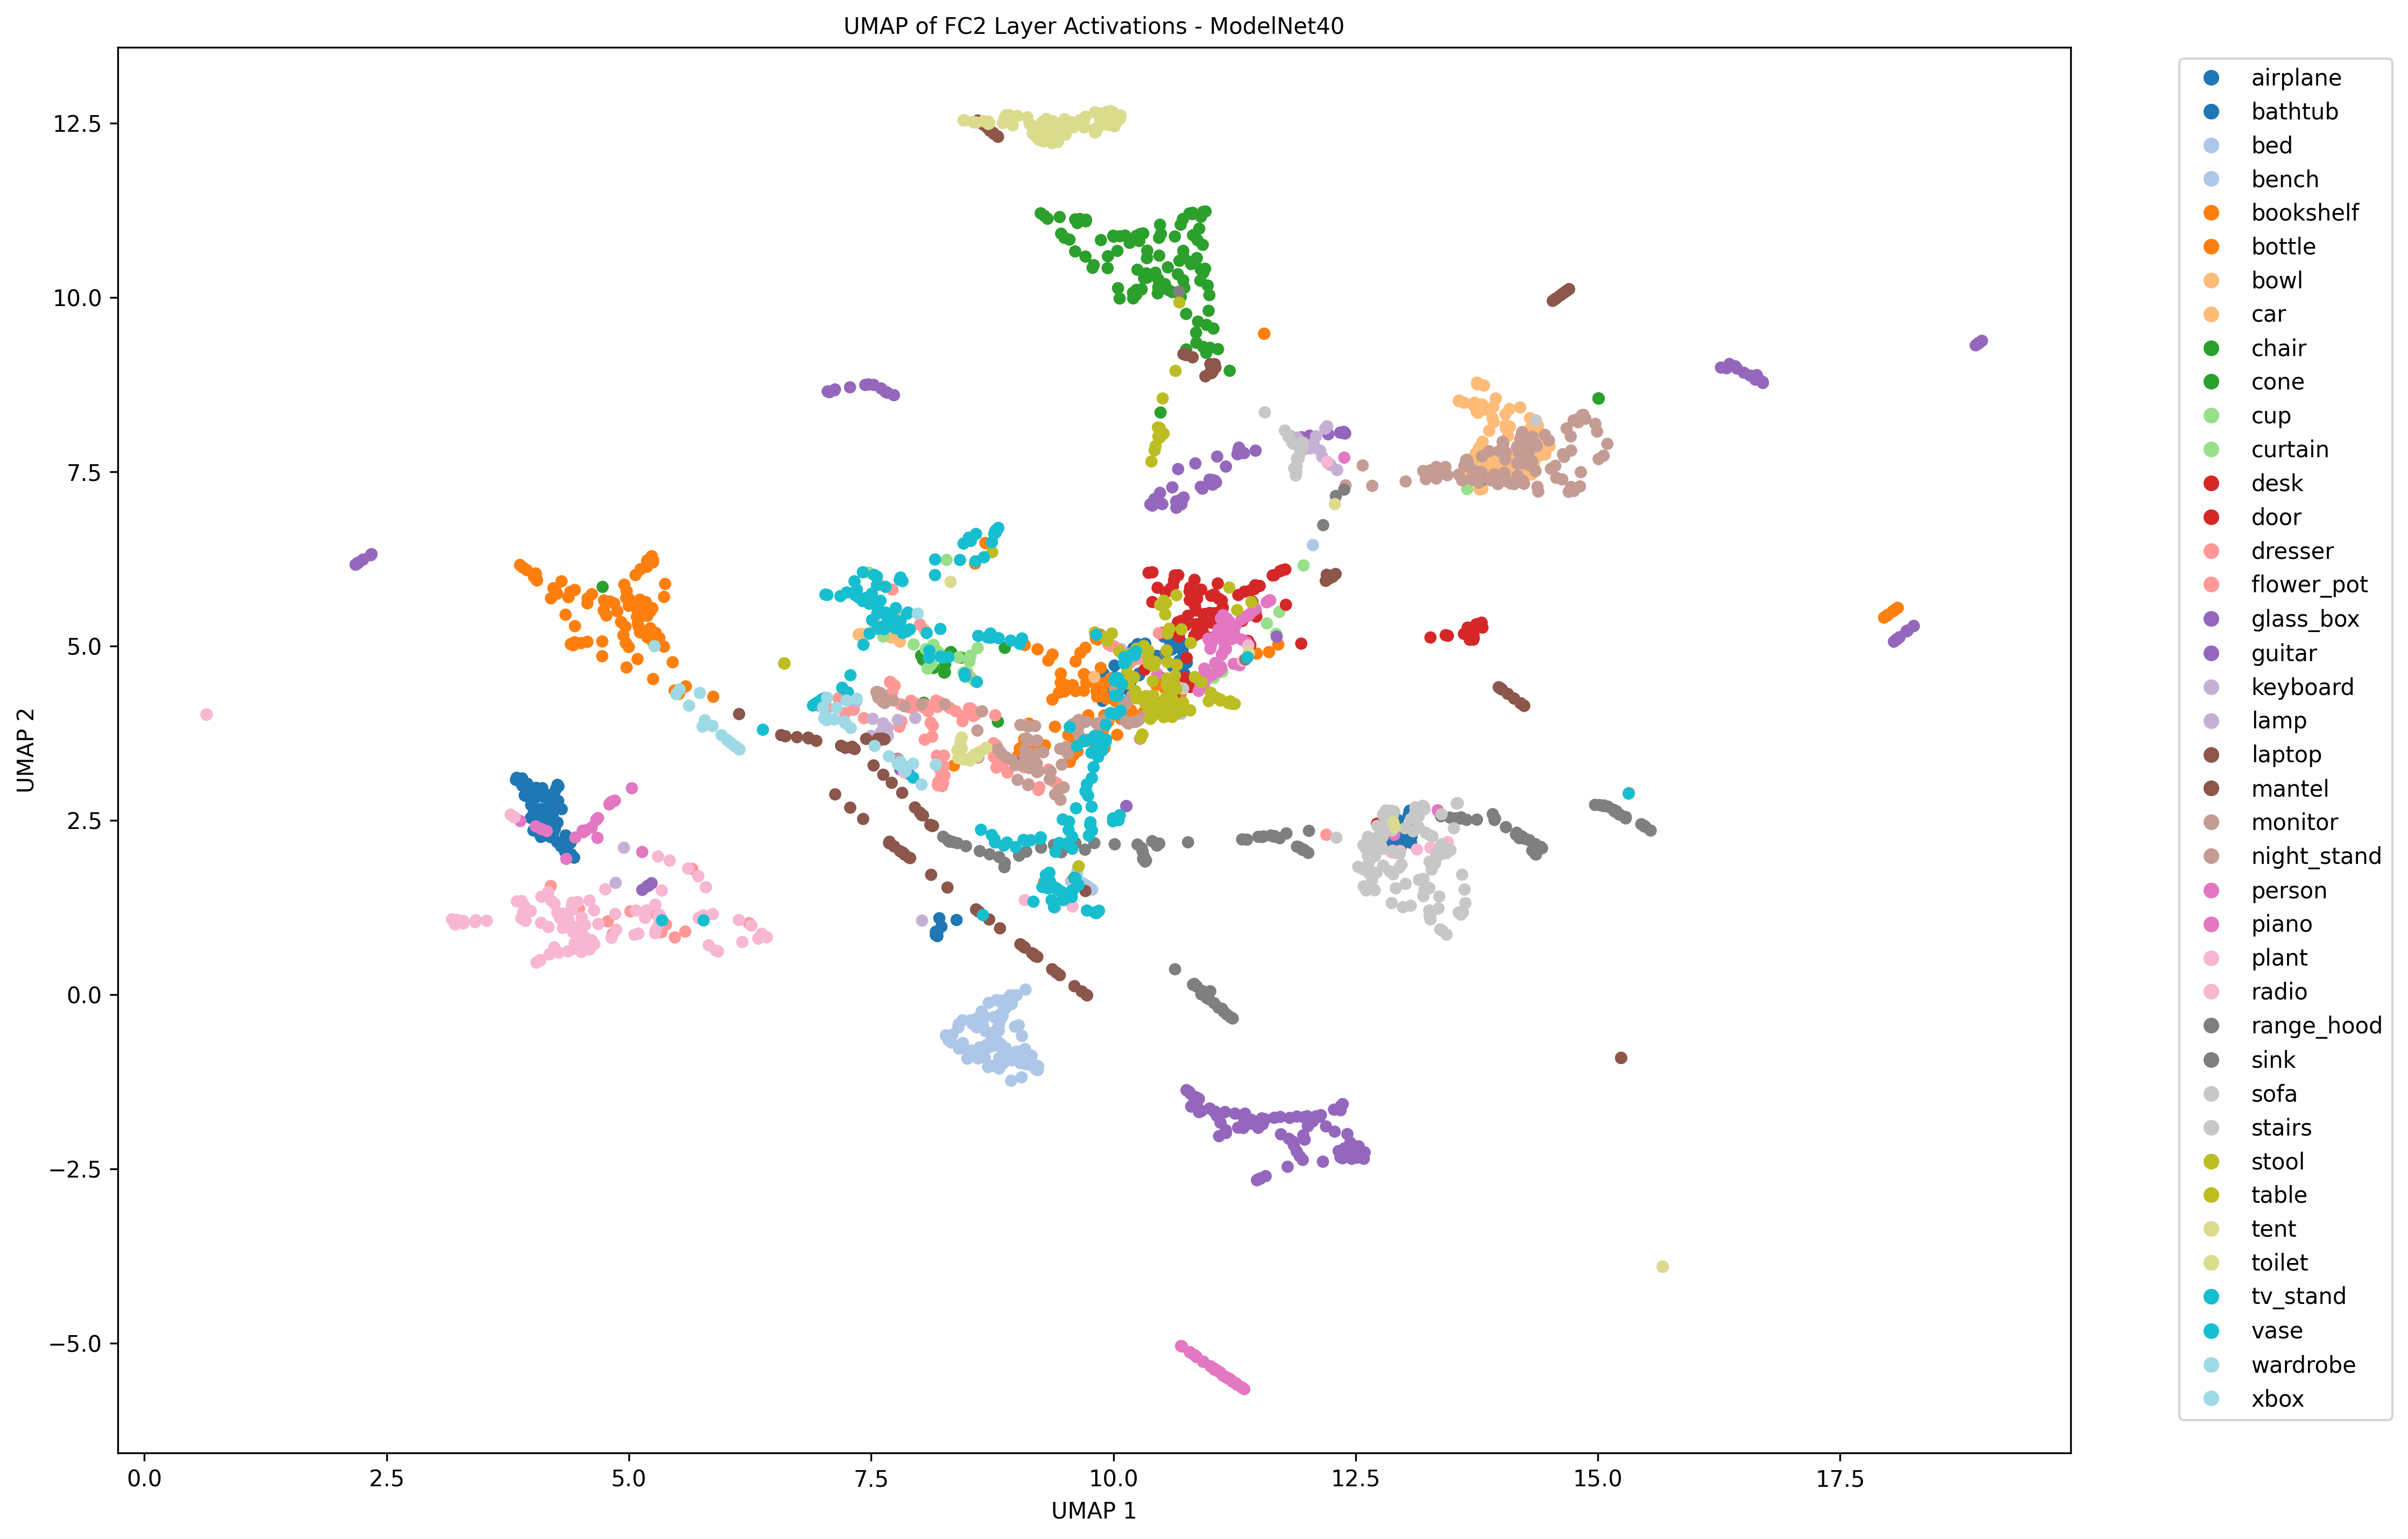 UMAP of FC2 Layer Activations - ModelNet40
12.5
10.0
7.5
5.0
2.5
0.0
−2.5
−5.0
UMAP 2
0.0
2.5
5.0
7.5
10.0
12.5
15.0
17.5
UMAP 1
airplane
bathtub
bed
bench
bookshelf
bottle
bowl
car
chair
cone
cup
curtain
desk
door
dresser
flower_pot
glass_box
guitar
keyboard
lamp
laptop
mantel
monitor
night_stand
person
piano
plant
radio
range_hood
sink
sofa
stairs
stool
table
tent
toilet
tv_stand
vase
wardrobe
xbox